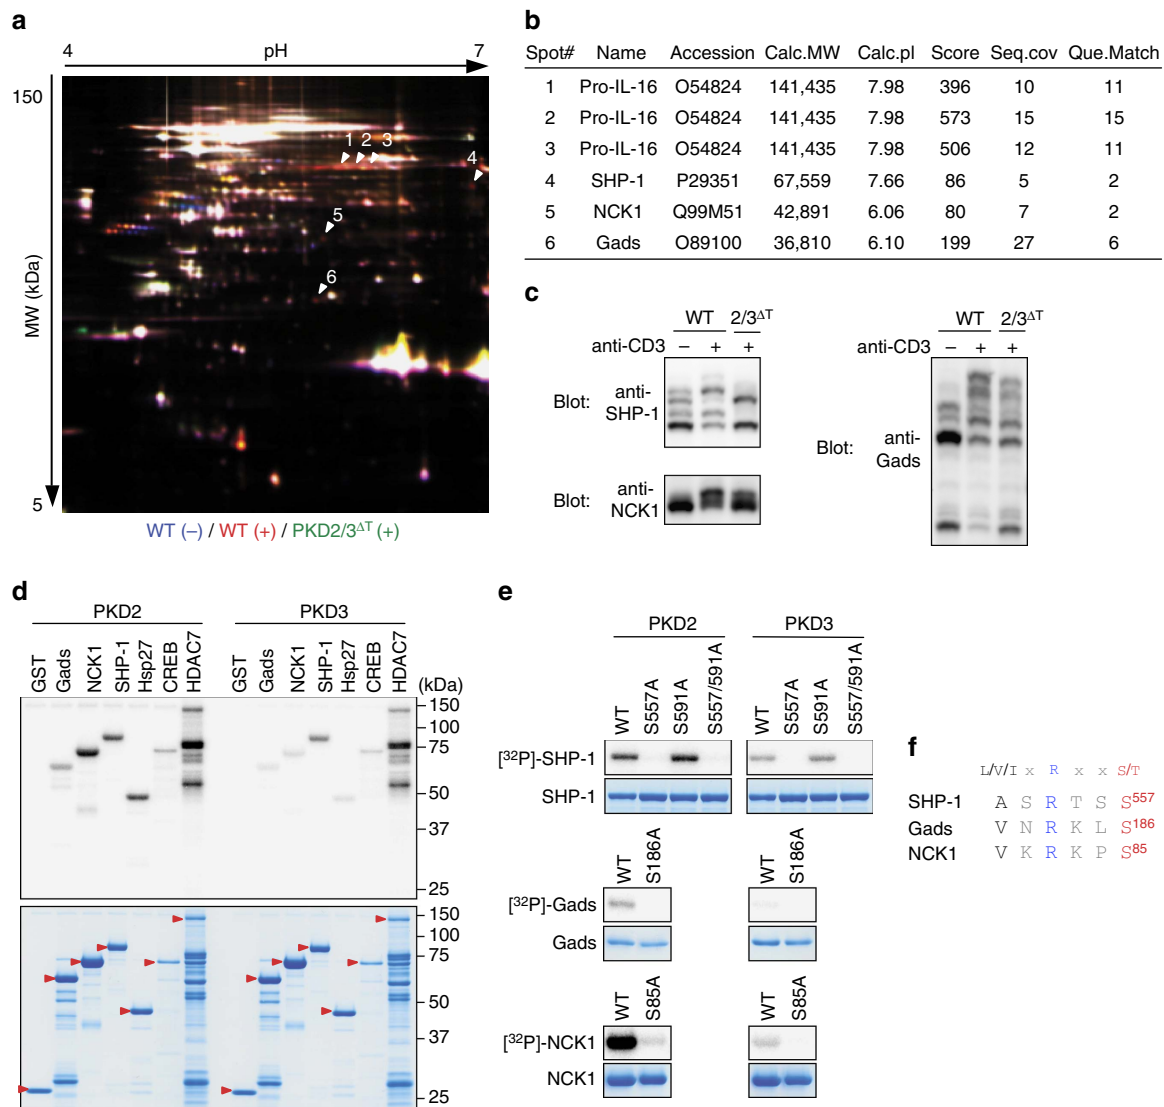 a
4 pH 7
150
MW (kDa)
5
1 2 3
4
5
6
WT (−) / WT (+) / PKD2/3ΔT (+)
b
Spot# Name Accession Calc.MW Calc.pI Score Seq.cov Que.Match
1 Pro-IL-16 O54824 141,435 7.98 396 10 11
2 Pro-IL-16 O54824 141,435 7.98 573 15 15
3 Pro-IL-16 O54824 141,435 7.98 506 12 11
4 SHP-1 P29351 67,559 7.66 86 5 2
5 NCK1 Q99M51 42,891 6.06 80 7 2
6 Gads O89100 36,810 6.10 199 27 6
c
WT 2/3ΔT
anti-CD3 − + +
Blot: anti-SHP-1
Blot: anti-NCK1
WT 2/3ΔT
anti-CD3 − + +
Blot: anti-Gads
d
PKD2 PKD3
GST Gads NCK1 SHP-1 Hsp27 CREB HDAC7 GST Gads NCK1 SHP-1 Hsp27 CREB HDAC7
(kDa)
150
100
75
50
37
25
150
100
75
50
37
25
e
PKD2 PKD3
WT S557A S591A S557/591A WT S557A S591A S557/591A
[32P]-SHP-1
SHP-1
WT S186A WT S186A
[32P]-Gads
Gads
WT S85A WT S85A
[32P]-NCK1
NCK1
f
L/V/I x R x x S/T
SHP-1 A S R T S S557
Gads V N R K L S186
NCK1 V K R K P S85